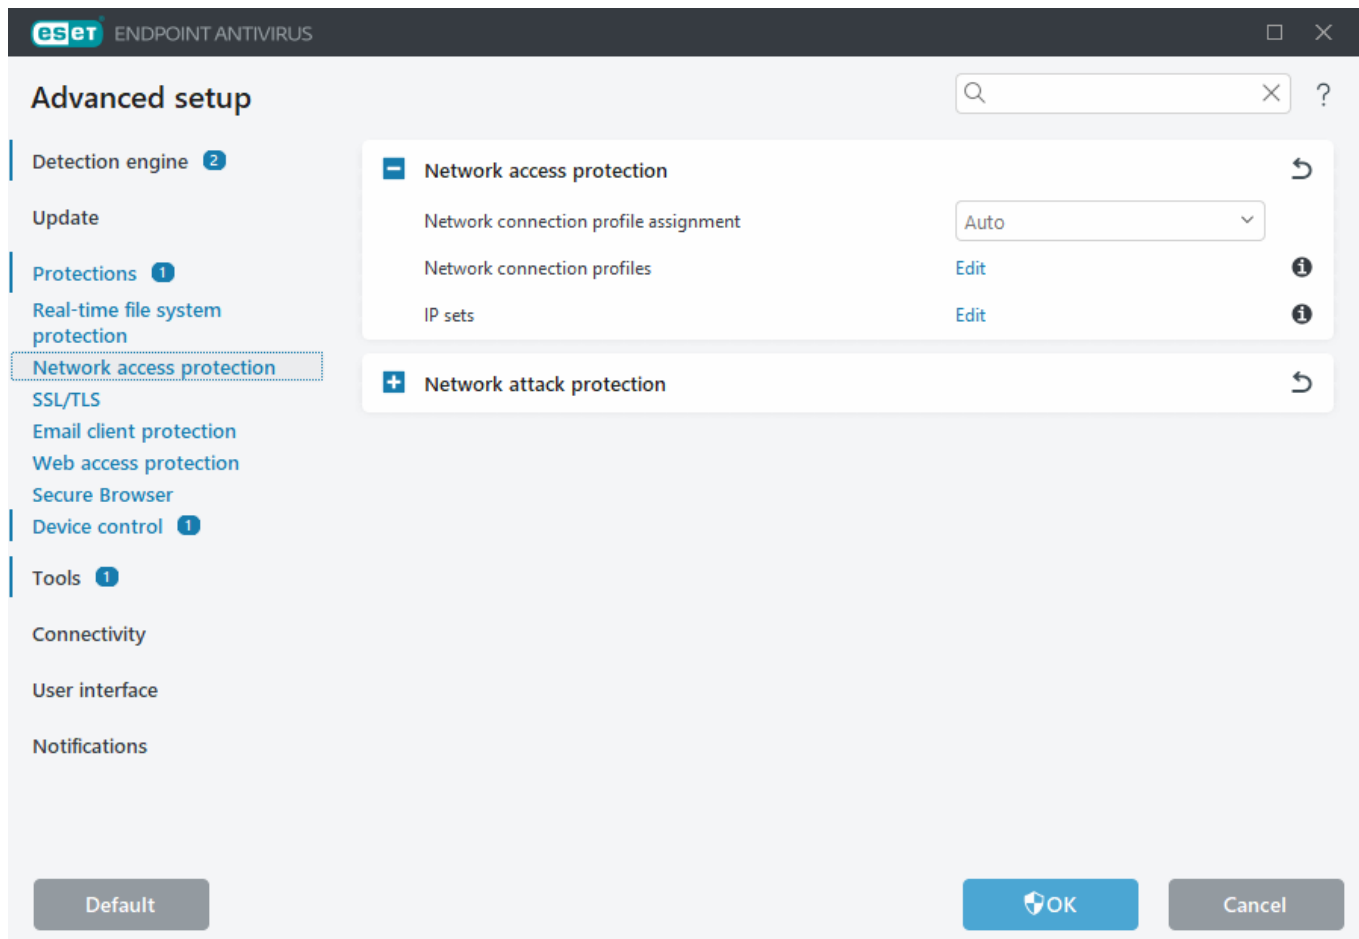 eset ENDPOINT ANTIVIRUS
Advanced setup
?
Detection engine 2
Update
Protections 1
Real-time file system
protection
Network access protection
SSL/TLS
Email client protection
Web access protection
Secure Browser
Device control 1
Tools 1
Connectivity
User interface
Notifications
Network access protection
Network connection profile assignment Auto
Network connection profiles Edit
IP sets Edit
Network attack protection
Default
OK
Cancel